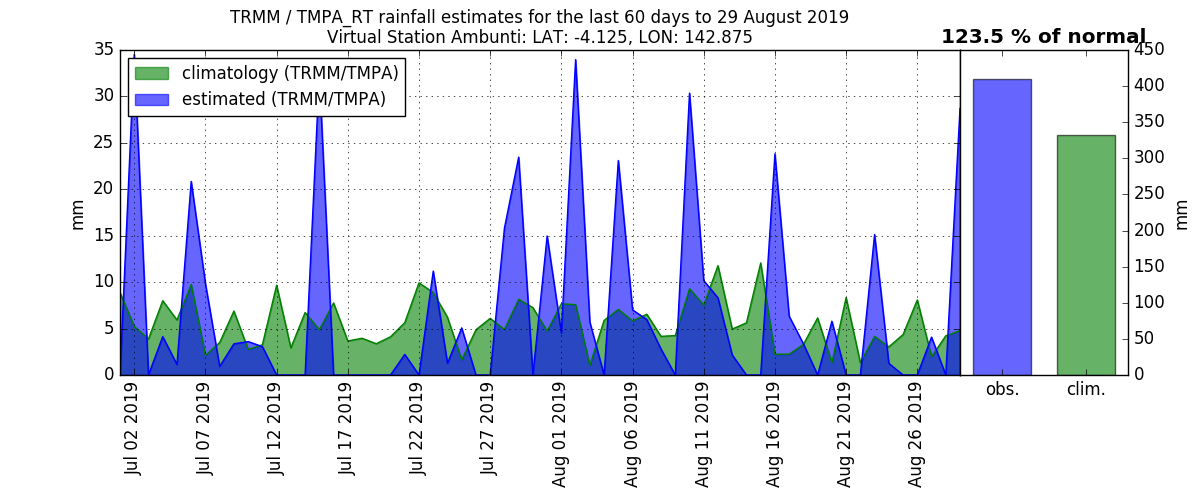 TRMM / TMPA_RT rainfall estimates for the last 60 days to 29 August 2019
Virtual Station Ambunti: LAT: -4.125, LON: 142.875
123.5 % of normal
climatology (TRMM/TMPA)
estimated (TRMM/TMPA)
35
30
25
20
15
10
5
0
mm
Jul 02 2019
Jul 07 2019
Jul 12 2019
Jul 17 2019
Jul 22 2019
Jul 27 2019
Aug 01 2019
Aug 06 2019
Aug 11 2019
Aug 16 2019
Aug 21 2019
Aug 26 2019
obs.
clim.
450
400
350
300
250
200
150
100
50
0
mm